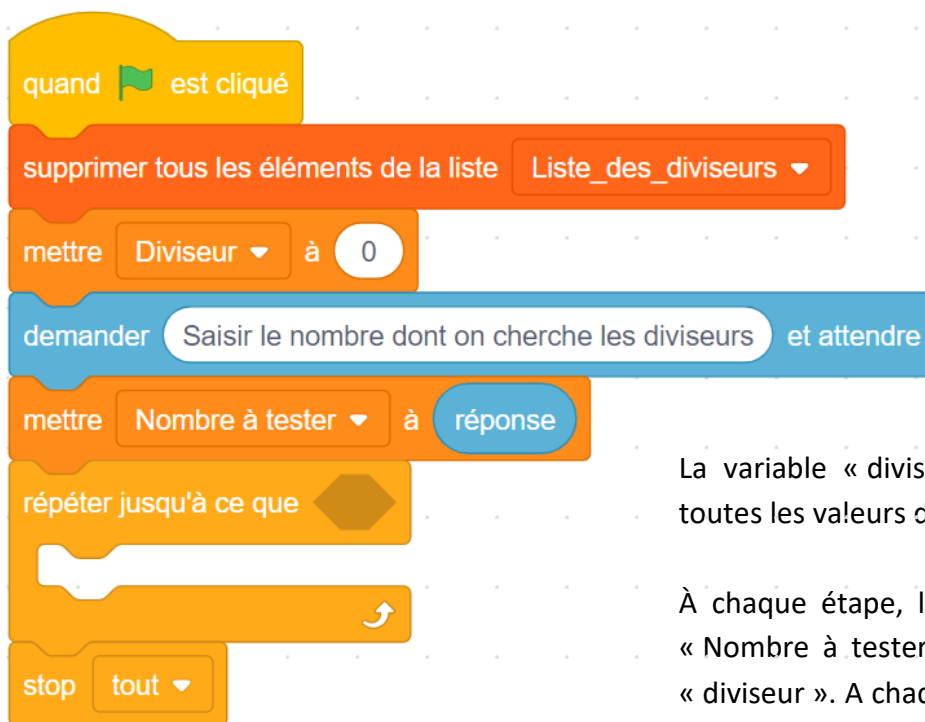 quand est cliqué
supprimer tous les éléments de la liste Liste_des_diviseurs
mettre Diviseur à 0
demander Saisir le nombre dont on cherche les diviseurs et attendre
mettre Nombre à tester à réponse
répéter jusqu'à ce que
stop tout
La variable « divis
toutes les valeurs d
À chaque étape, l
« Nombre à tester
« diviseur ». A chaq